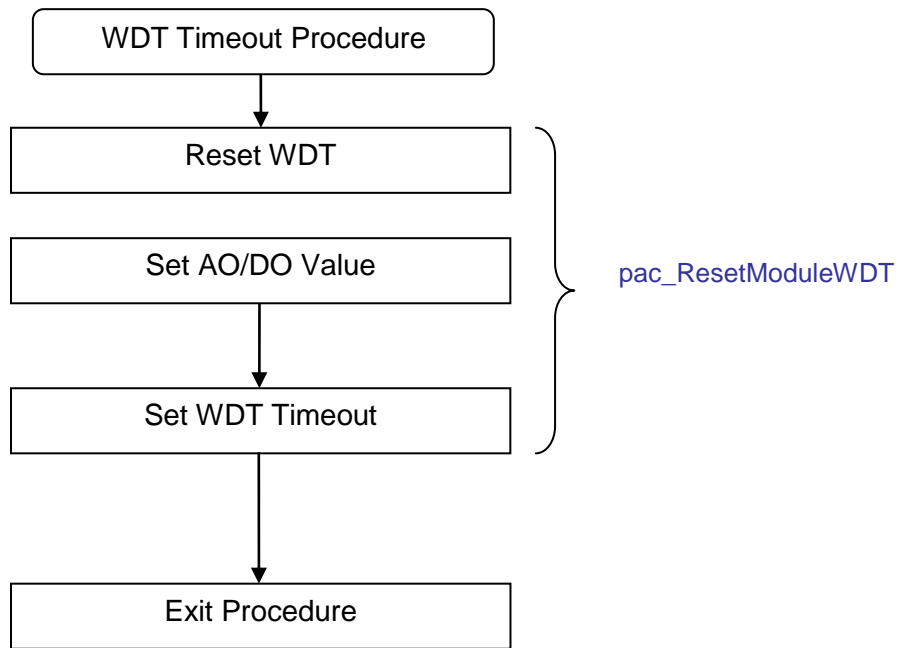 WDT Timeout Procedure
Reset WDT
Set AO/DO Value
pac_ResetModuleWDT
Set WDT Timeout
Exit Procedure